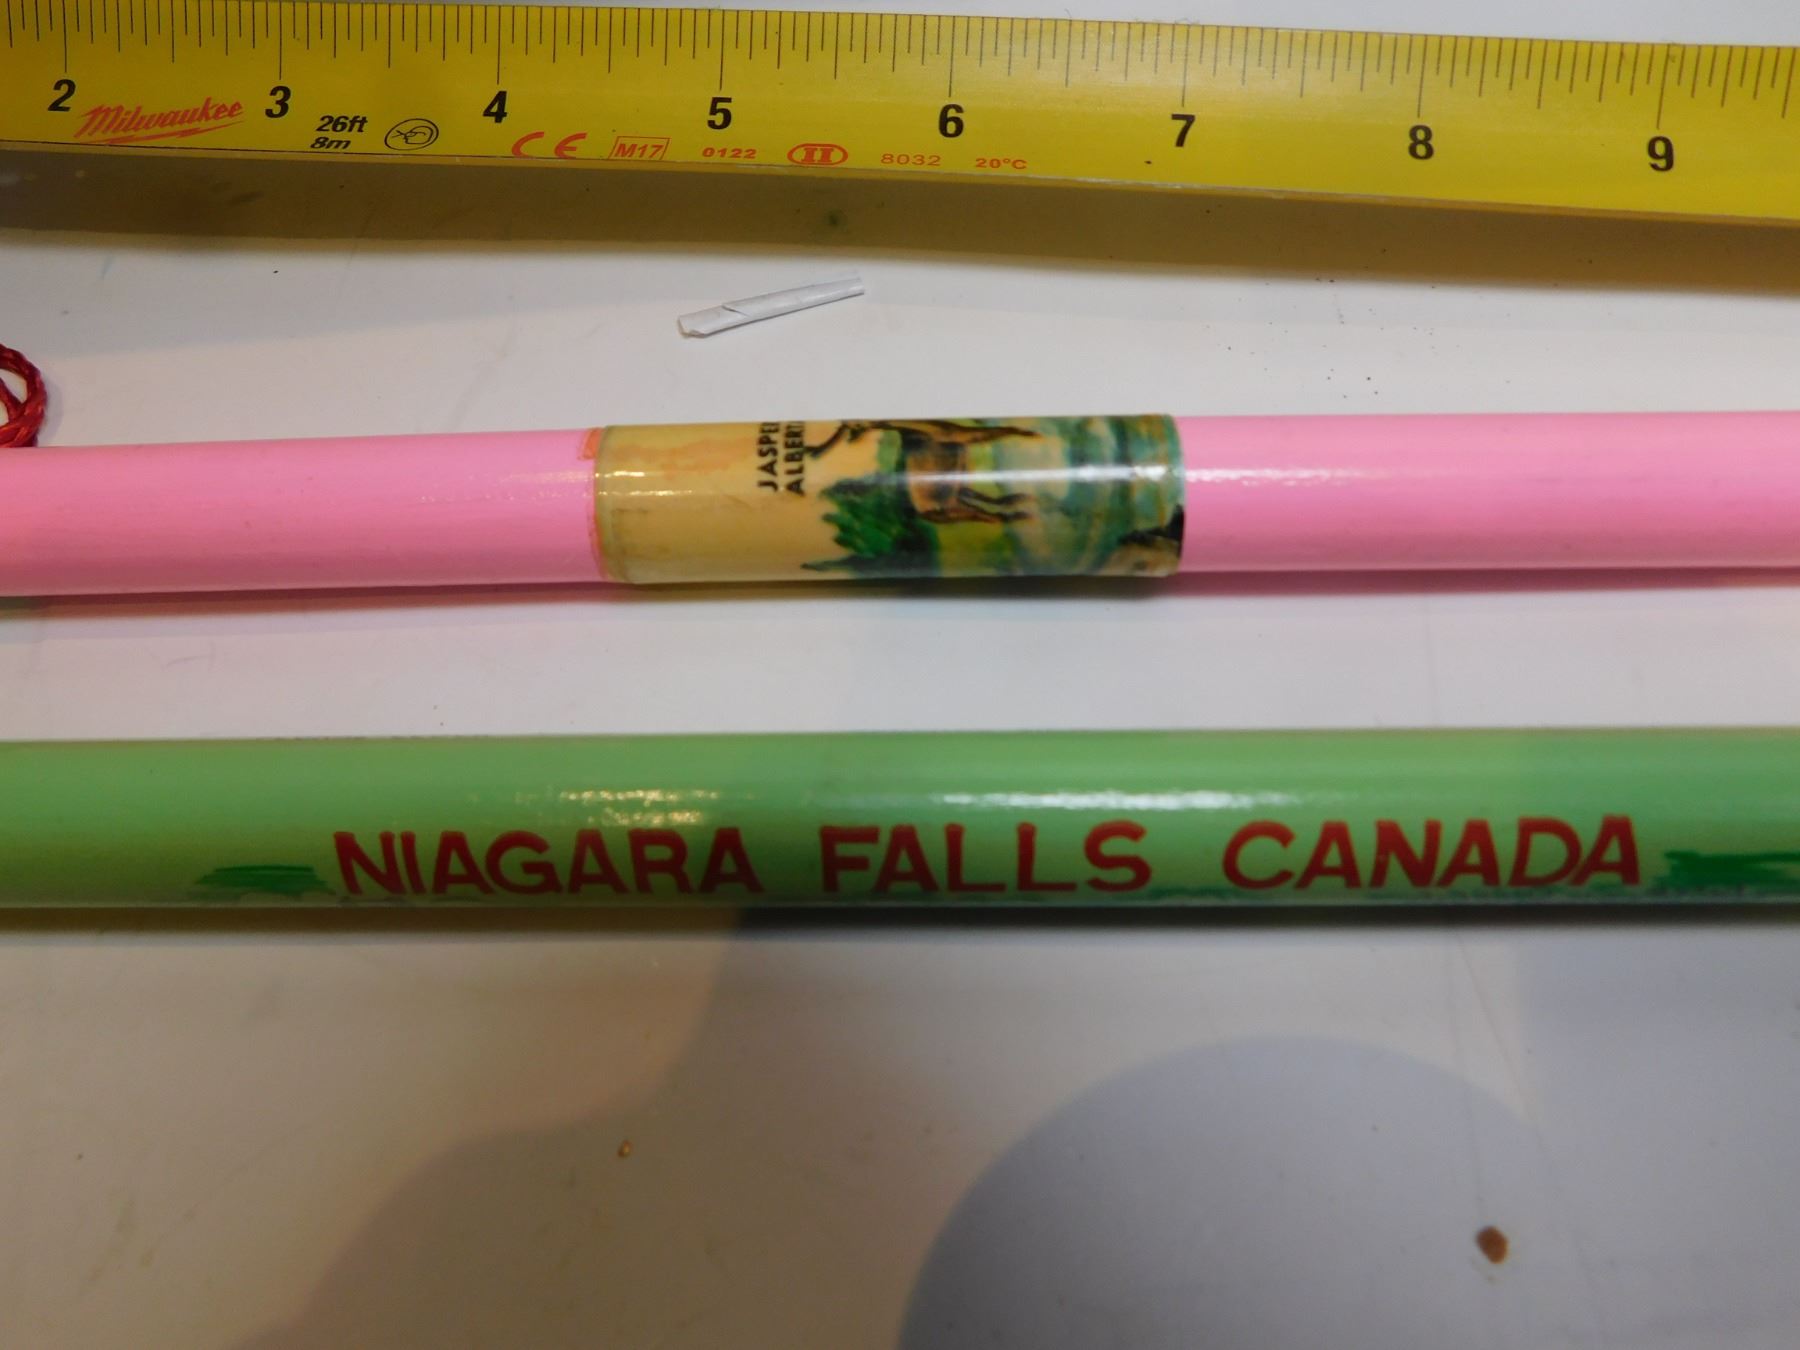 2 3 4 5 6 7 8 9
Milwaukee 26ft CE M17 0122 II 8032 20°C
8m
JASPE
ALBERT
NIAGARA FALLS CANADA